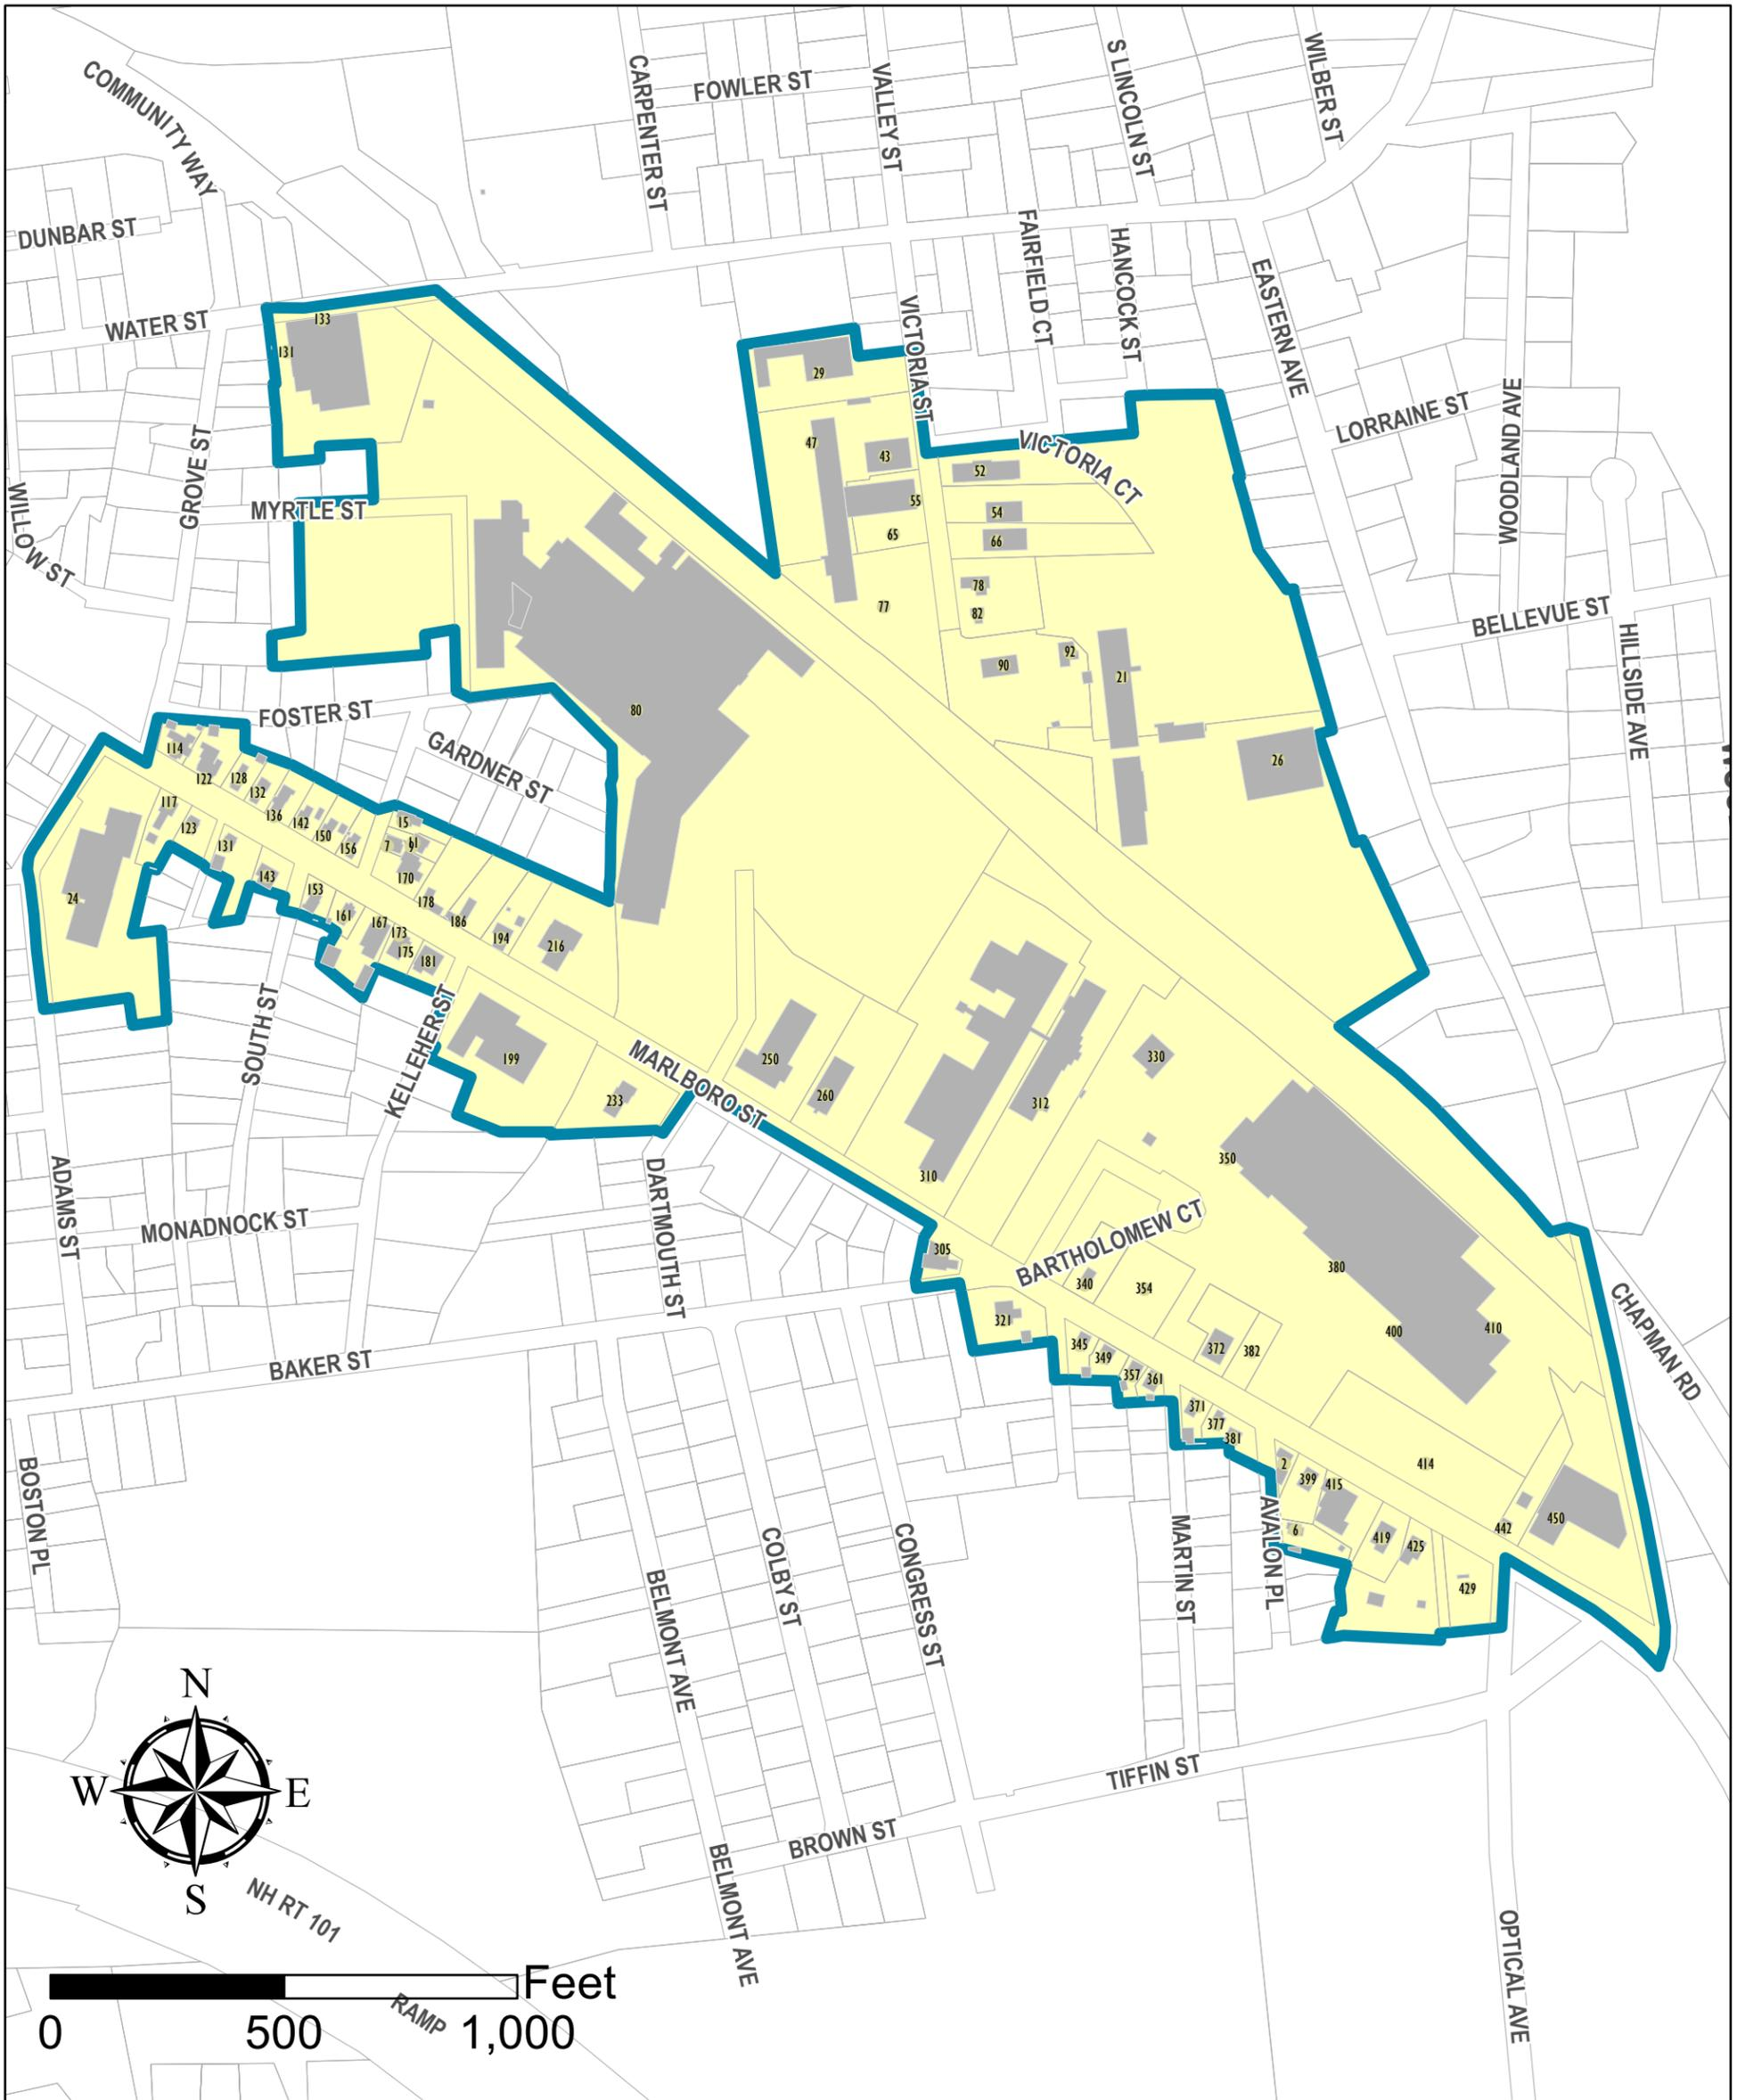 COMMUNITY WAY
CARPENTER ST
FOWLER ST
VALLEY ST
S LINCOLN ST
WILBER ST
DUNBAR ST
WATER ST
FAIRFIELD CT
HANCOCK ST
EASTERN AVE
133
131
VICTORIA ST
29
LORRAINE ST
WOODLAND AVE
GROVE ST
47
43
VICTORIA CT
52
WILLOW ST
MYRTLE ST
55
54
65
66
78
77
82
BELLEVUE ST
HILLSIDE AVE
92
90
21
80
FOSTER ST
GARDNER ST
114
122
128
132
136
142
150
156
26
117
123
131
143
15
7
9
11
170
178
186
194
216
24
153
161
167
173
175
181
SOUTH ST
KELLEHER ST
199
MARLBORO ST
233
250
260
312
330
310
350
ADAMS ST
MONADNOCK ST
DARTMOUTH ST
BARTHOLOMEW CT
305
340
354
380
CHAPMAN RD
321
400
410
345
349
357
361
372
382
BAKER ST
371
377
381
414
2
399
415
BOSTON PL
COLBY ST
CONGRESS ST
MARTIN ST
AVALON PL
6
419
425
442
450
429
BELMONT AVE
TIFFIN ST
BROWN ST
BELMONT AVE
OPTICAL AVE
N
W E
S
NH RT 101
RAMP
Feet
0 500 1,000